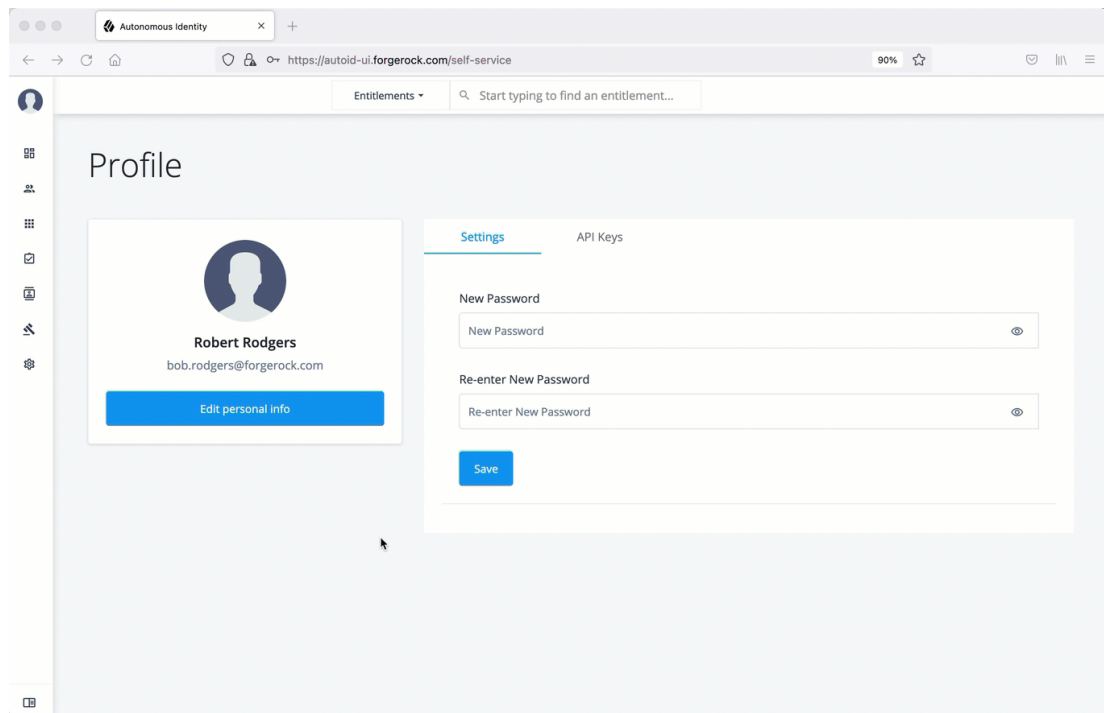 Autonomous Identity
https://autoid-ui.forgerock.com/self-service
90%
Entitlements
Start typing to find an entitlement...
Profile
Robert Rodgers
bob.rodgers@forgerock.com
Edit personal info
Settings API Keys
New Password
New Password
Re-enter New Password
Re-enter New Password
Save